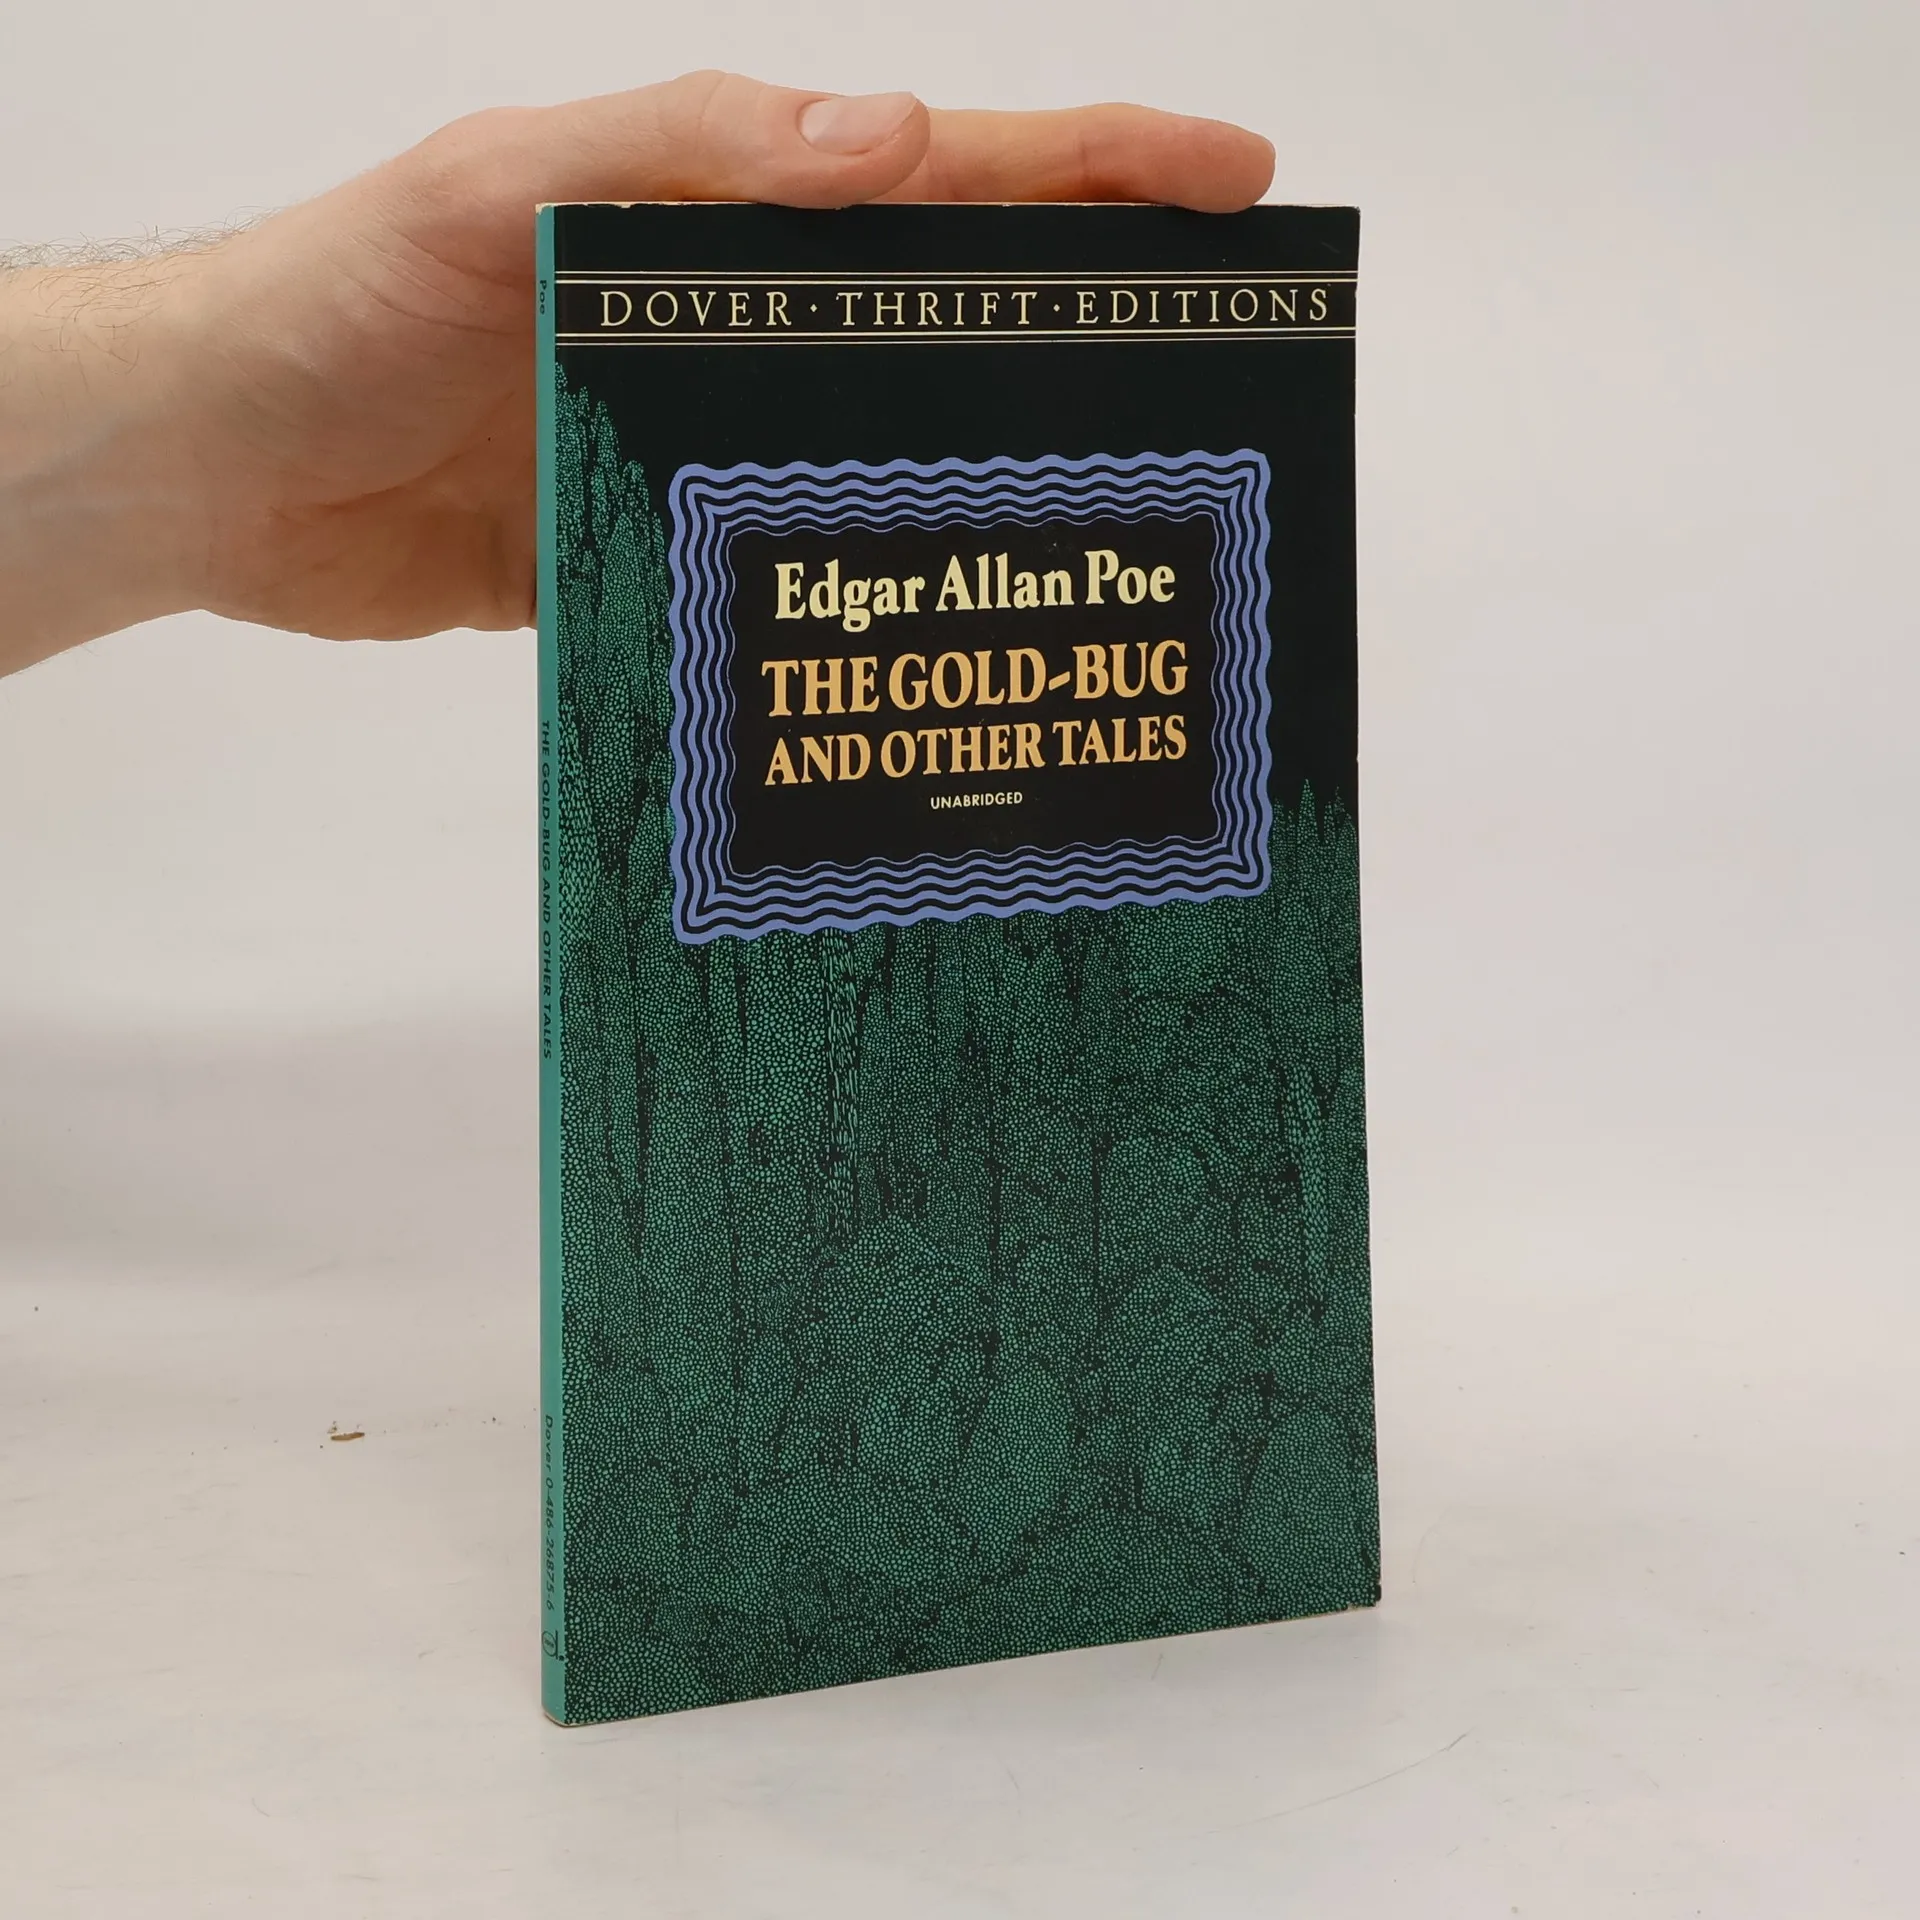 DOVER · THRIFT · EDITIONS
Edgar Allan Poe
THE GOLD-BUG
AND OTHER TALES
UNABRIDGED
Poe
THE GOLD-BUG AND OTHER TALES
Dover 0-486-26875-6